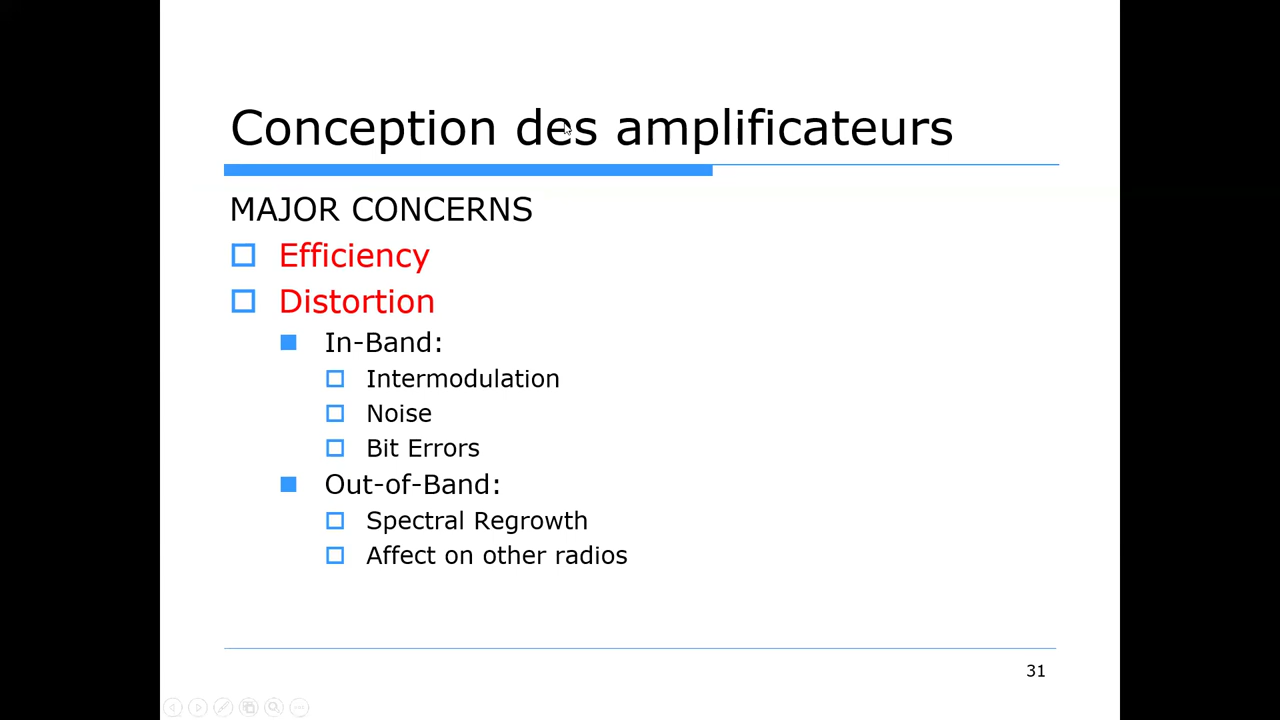 Conception des amplificateurs
MAJOR CONCERNS
Efficiency
Distortion
In-Band:
Intermodulation
Noise
Bit Errors
Out-of-Band:
Spectral Regrowth
Affect on other radios
31